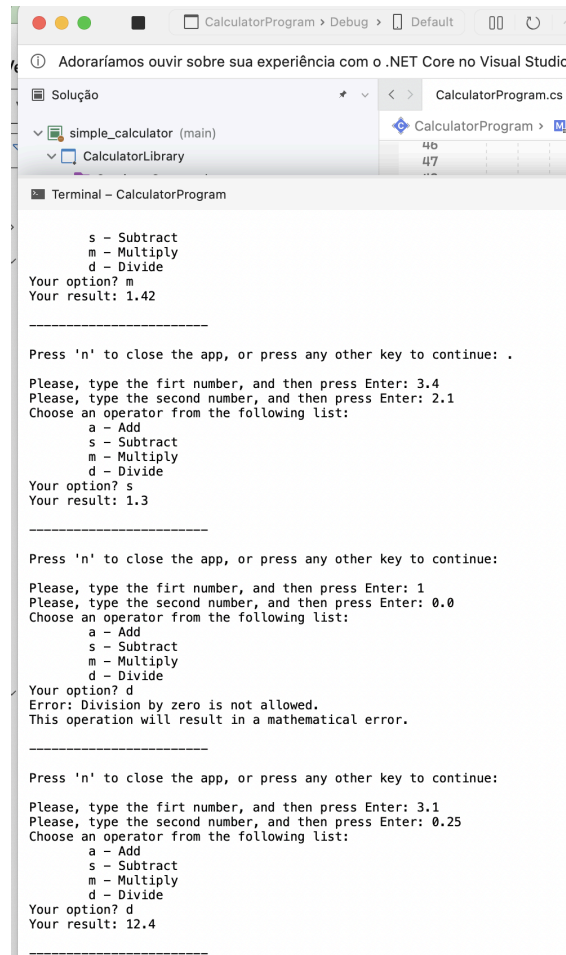 CalculatorProgram › Debug › Default
Adoraríamos ouvir sobre sua experiência com o .NET Core no Visual Studio
Solução
CalculatorProgram.cs
simple_calculator (main)
CalculatorProgram ›
CalculatorLibrary
46
47
Terminal – CalculatorProgram
s – Subtract
m – Multiply
d – Divide
Your option? m
Your result: 1.42
------------------------
Press 'n' to close the app, or press any other key to continue: .
Please, type the firt number, and then press Enter: 3.4
Please, type the second number, and then press Enter: 2.1
Choose an operator from the following list:
a – Add
s – Subtract
m – Multiply
d – Divide
Your option? s
Your result: 1.3
------------------------
Press 'n' to close the app, or press any other key to continue:
Please, type the firt number, and then press Enter: 1
Please, type the second number, and then press Enter: 0.0
Choose an operator from the following list:
a – Add
s – Subtract
m – Multiply
d – Divide
Your option? d
Error: Division by zero is not allowed.
This operation will result in a mathematical error.
------------------------
Press 'n' to close the app, or press any other key to continue:
Please, type the firt number, and then press Enter: 3.1
Please, type the second number, and then press Enter: 0.25
Choose an operator from the following list:
a – Add
s – Subtract
m – Multiply
d – Divide
Your option? d
Your result: 12.4
------------------------